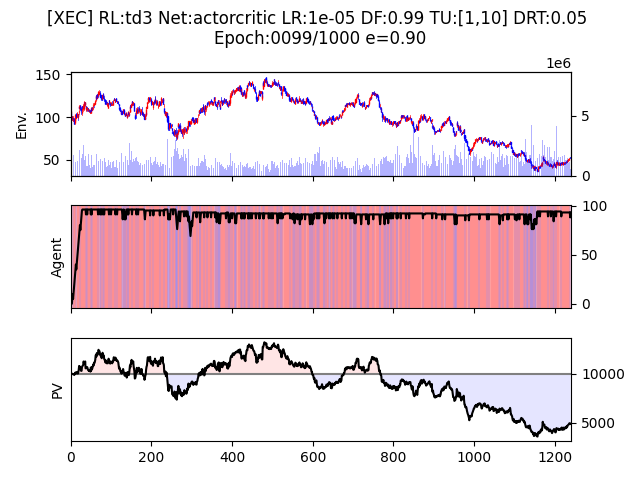 [XEC] RL:td3 Net:actorcritic LR:1e-05 DF:0.99 TU:[1,10] DRT:0.05
Epoch:0099/1000 e=0.90
1e6
150
100
50
Env.
5
0
Agent
100
50
0
PV
10000
5000
0 200 400 600 800 1000 1200